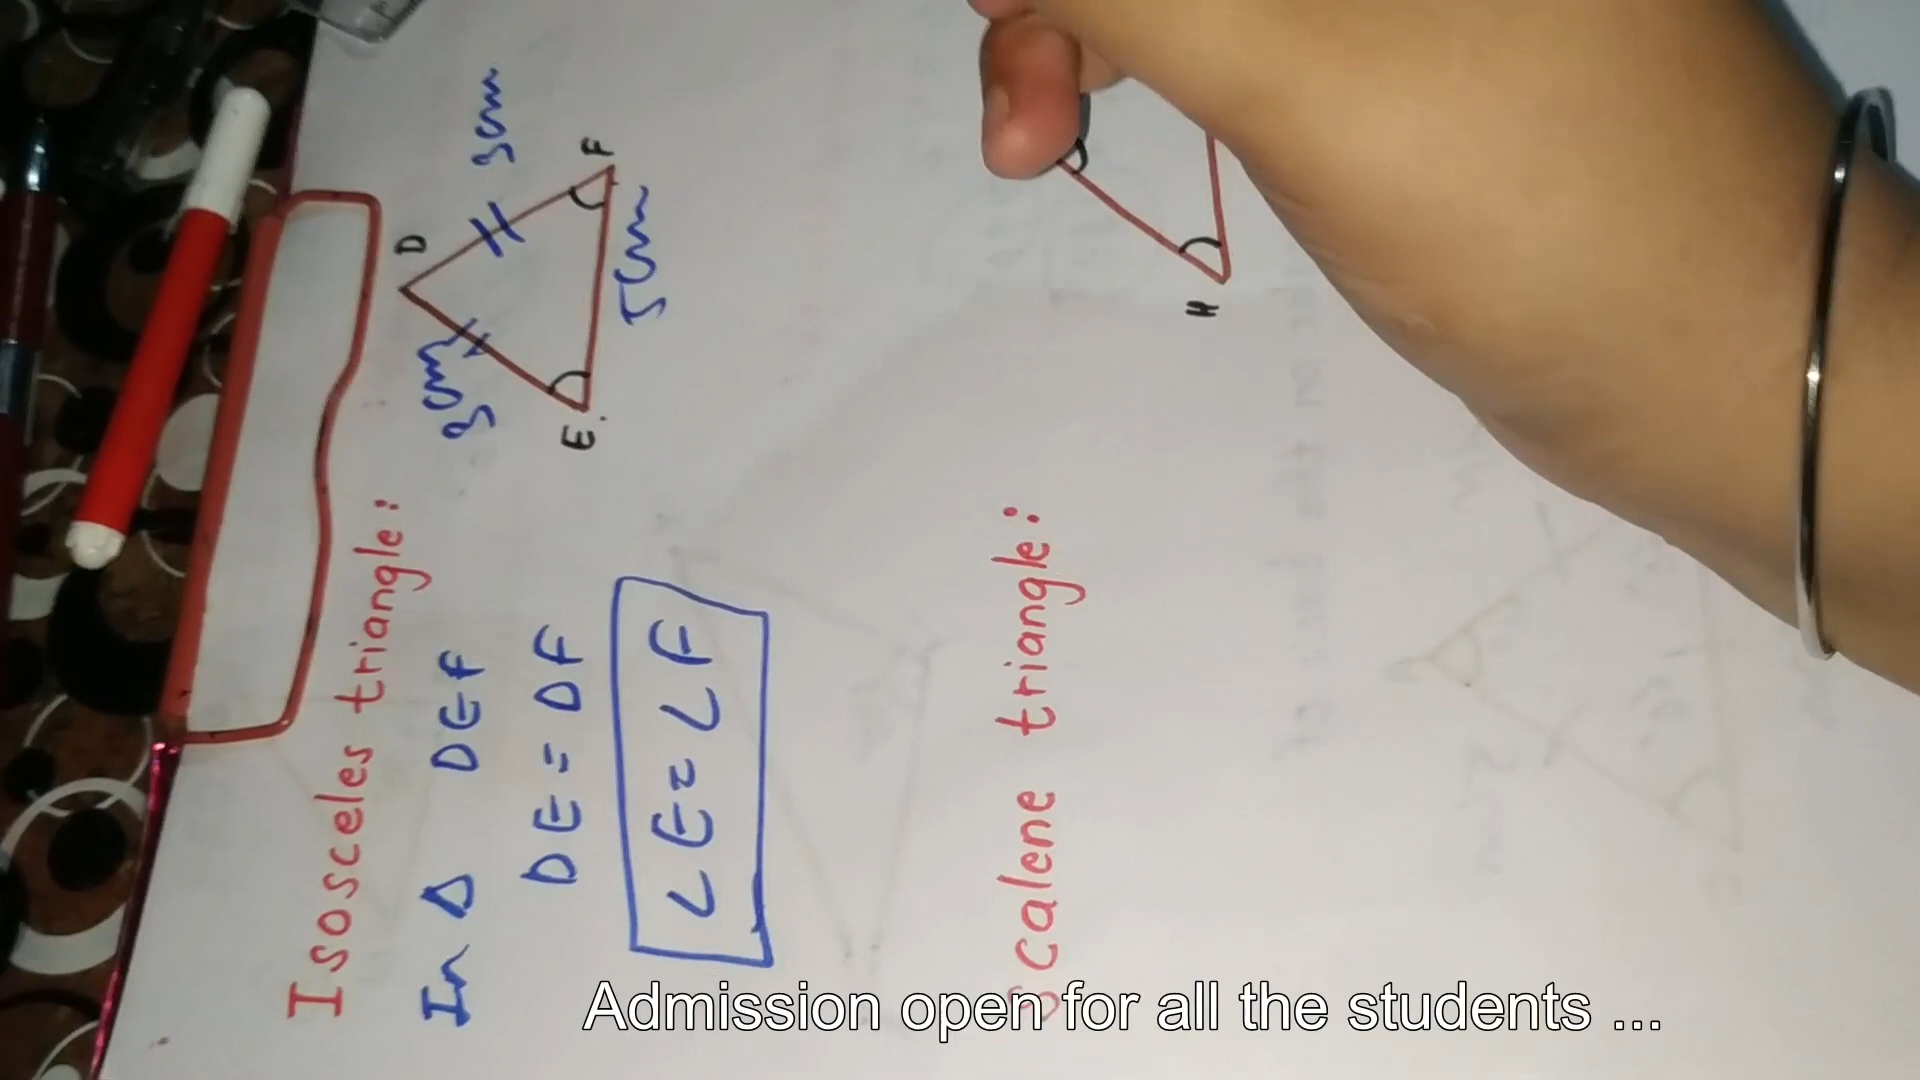 Isosceles triangle:
In Δ DEF
DE = DF
∠E = ∠F
D
E
F
3cm
3cm
5cm
Scalene triangle:
H
Admission open for all the students ...